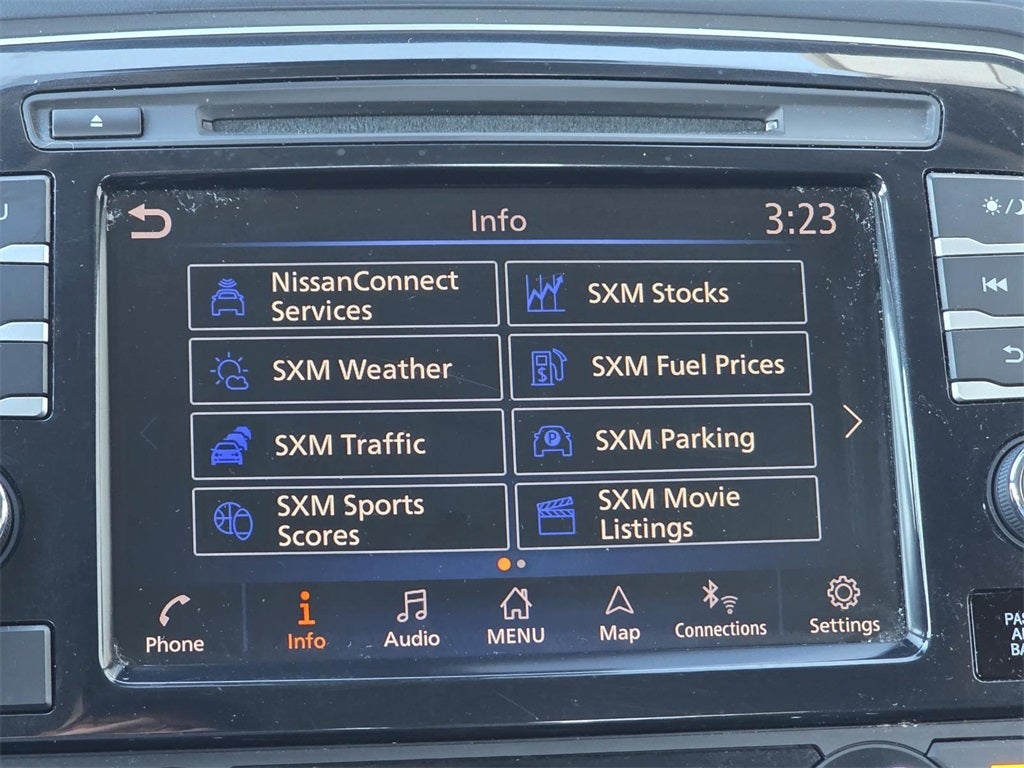 Info
3:23
NissanConnect
Services
SXM Stocks
SXM Weather
SXM Fuel Prices
SXM Traffic
SXM Parking
SXM Sports
Scores
SXM Movie
Listings
Phone
Info
Audio
MENU
Map
Connections
Settings